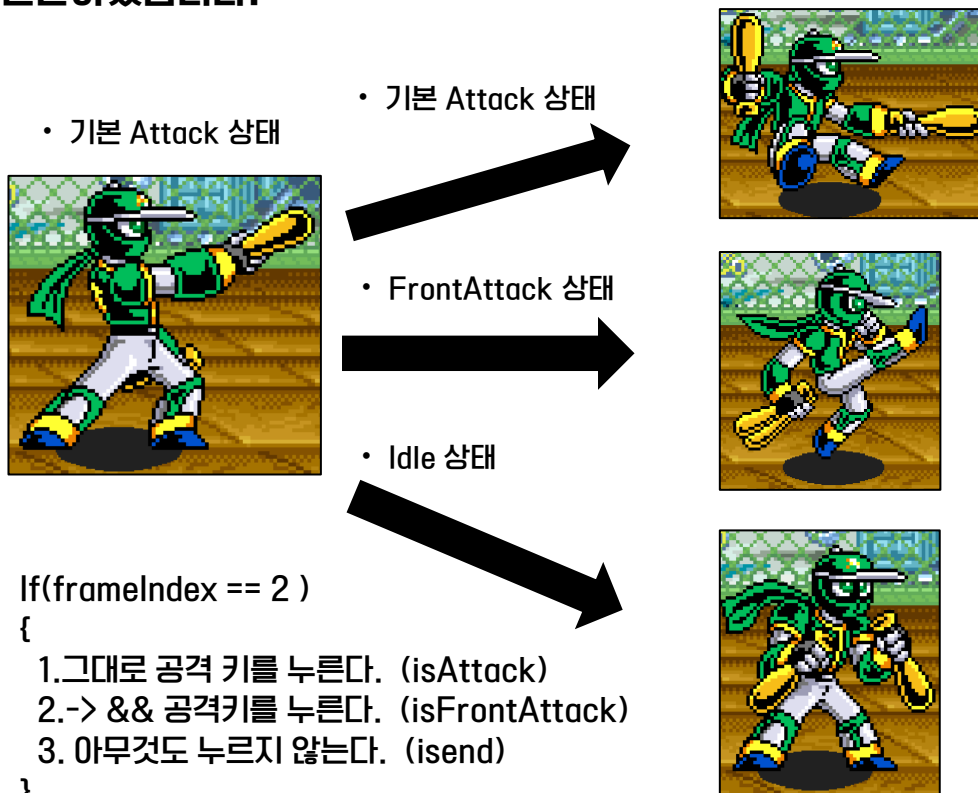 • 기본 Attack 상태
• 기본 Attack 상태
• FrontAttack 상태
• Idle 상태
If(frameIndex == 2 )
{
1.그대로 공격 키를 누른다. (isAttack)
2.-> && 공격키를 누른다. (isFrontAttack)
3. 아무것도 누르지 않는다. (isend)
}